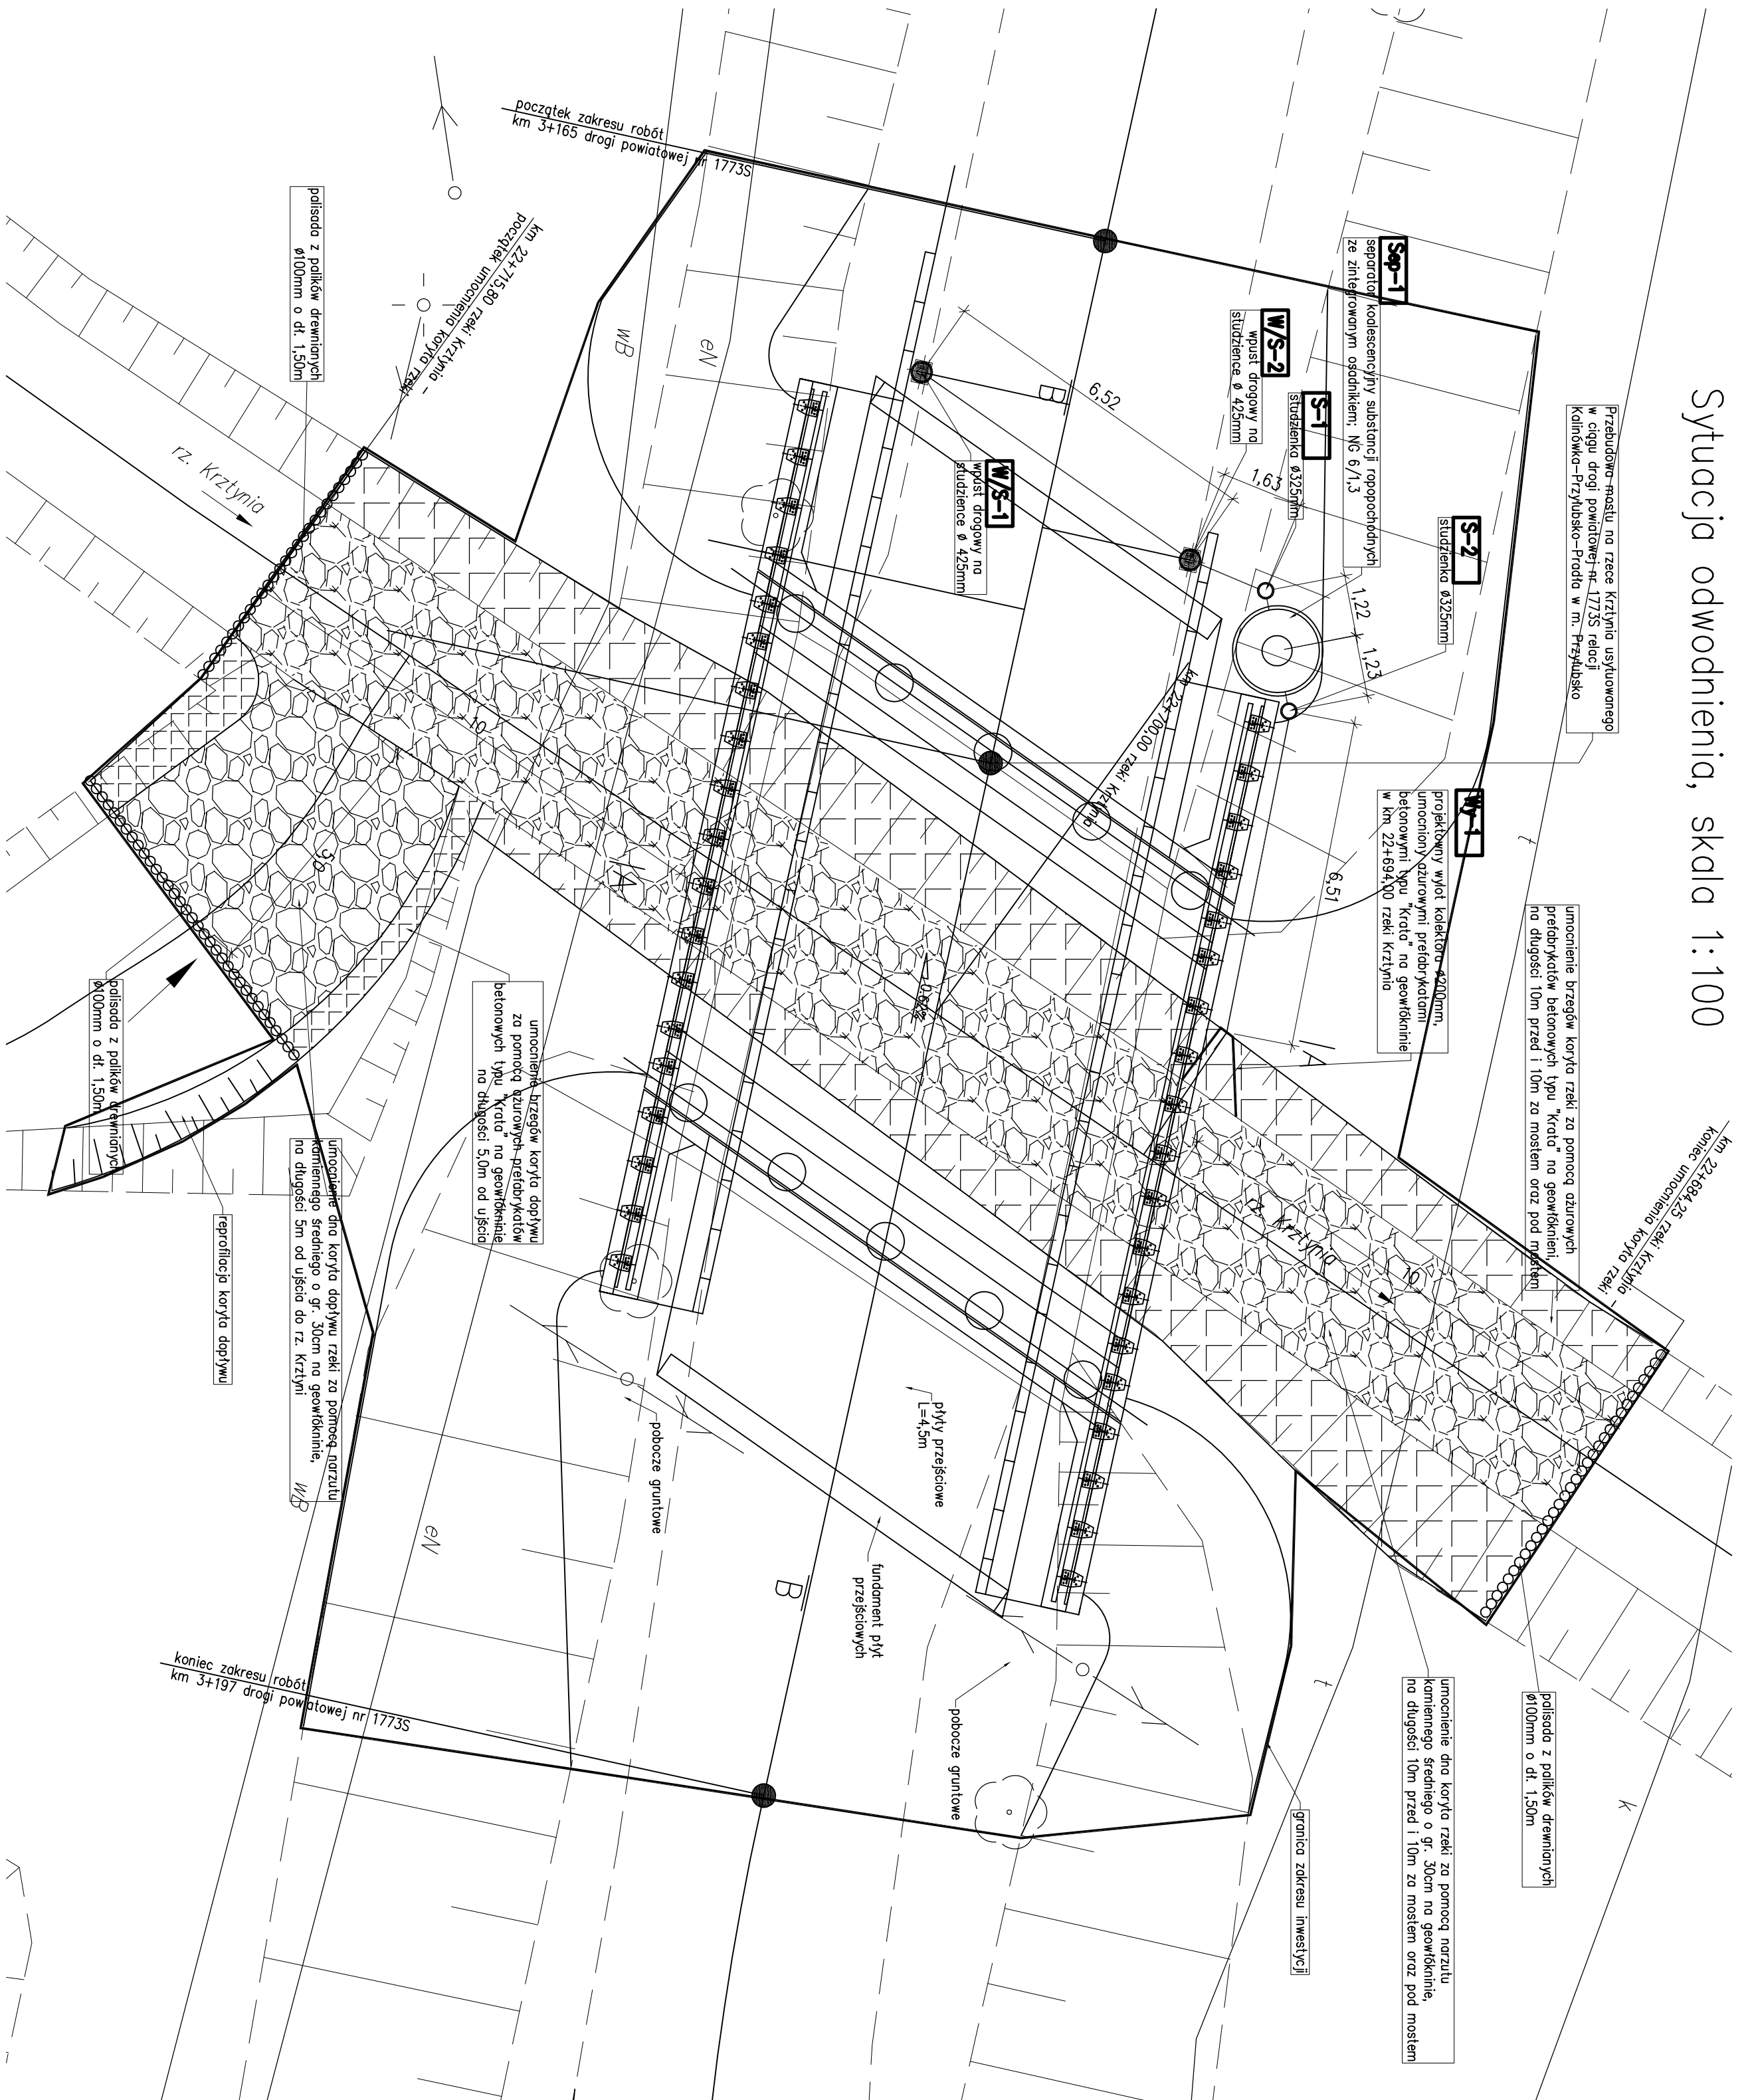 Sytuacja odwodnienia, skala 1:100
Przebudowa mostu na rzece Krztynia usytuowanego
w ciągu drogi powiatowej nr 1773S relacji
Kalinówka-Przyłubsko-Pradła w m. Przyłubsko
początek zakresu robót
km 3+165 drogi powiatowej nr 1773S
km 22+715,80 rzeki Krztynia -
początek umocnienia koryta rzeki
palisada z palików drewnianych
ø100mm o dł. 1,50m
rz. Krztynia
wB
eN
Sep-1
separator koalescencyjny substancji ropopochodnych
ze zintegrowanym osadnikiem; NG 6/1,3
W/S-2
wpust drogowy na
studzience ø 425mm
S-1
studzienka ø325mm
S-2
studzienka ø325mm
W/S-1
wpust drogowy na
studzience ø 425mm
B
6,52
1,63
1,22
1,23
6,51
Wy-1
projektowny wylot kolektora ø200mm,
umocniony ażurowymi prefabrykatami
betonowymi typu "Krata" na geowłókninie
w km 22+694,00 rzeki Krztynia
km 22+700,00 rzeki Krztynia
t
umocnienie brzegów koryta rzeki za pomocą ażurowych
prefabrykatów betonowych typu "Krata" na geowłóknieni,
na długości 10m przed i 10m za mostem oraz pod mostem
km 22+684,25 rzeki Krztynia -
koniec umocnienia koryta rzeki
10
A
A
rz. Krztynia
10
palisada z palików drewnianych
ø100mm o dł. 1,50m
umocnienie brzegów koryta dopływu
za pomocą ażurowych prefabrykatów
betonowych typu "Krata" na geowłókninie
na długości 5,0m od ujścia
umocnienie dna koryta dopływu rzeki za pomocą narzutu
kamiennego średniego o gr. 30cm na geowłókninie,
na długości 5m od ujścia do rz. Krztyni
reprofilacja koryta dopływu
wB
eN
pobocze gruntowe
płyty przejściowe
L=4,5m
fundament płyt
przejściowych
B
pobocze gruntowe
koniec zakresu robót
km 3+197 drogi powiatowej nr 1773S
granica zakresu inwestycji
t
k
umocnienie dna koryta rzeki za pomocą narzutu
kamiennego średniego o gr. 30cm na geowłókninie,
na długości 10m przed i 10m za mostem oraz pod mostem
palisada z palików drewnianych
ø100mm o dł. 1,50m